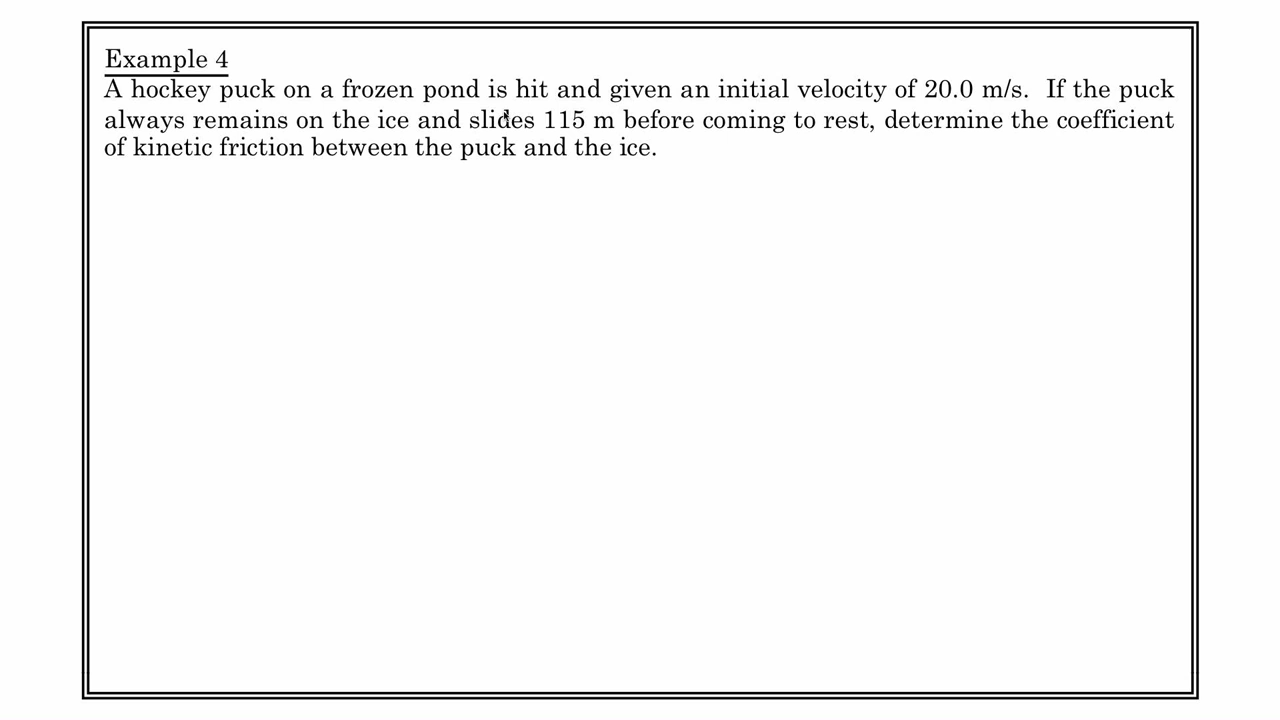 Example 4
A hockey puck on a frozen pond is hit and given an initial velocity of 20.0 m/s. If the puck
always remains on the ice and slides 115 m before coming to rest, determine the coefficient
of kinetic friction between the puck and the ice.